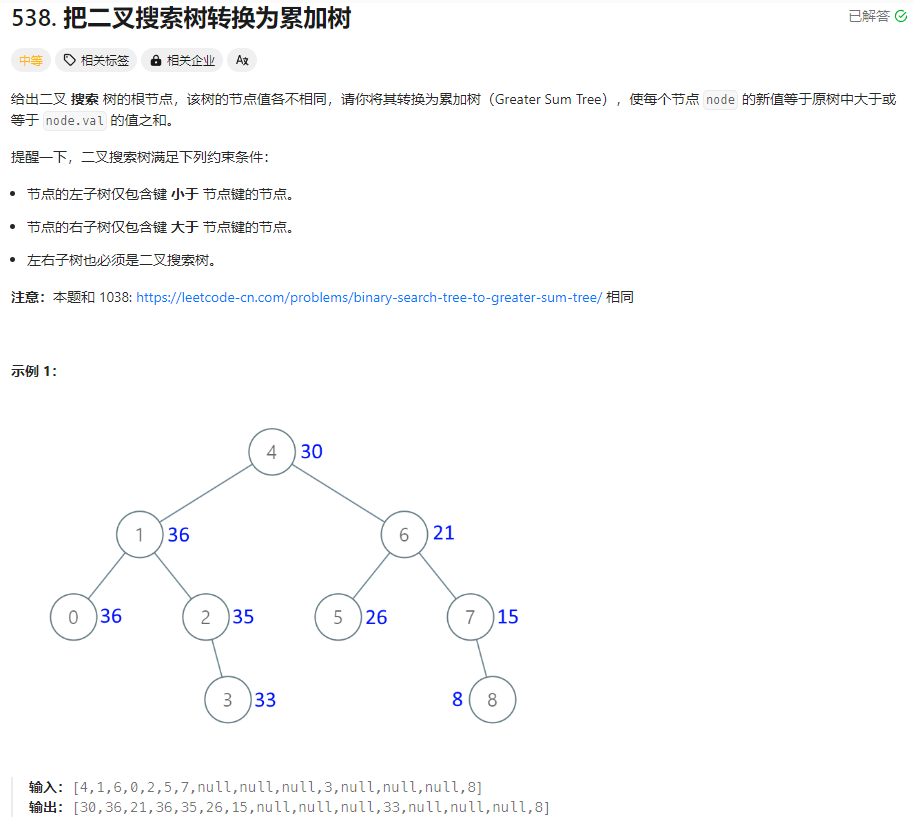 538. 把二叉搜索树转换为累加树
已解答
中等 相关标签 相关企业 Aa
给出二叉 搜索 树的根节点，该树的节点值各不相同，请你将其转换为累加树（Greater Sum Tree），使每个节点 node 的新值等于原树中大于或
等于 node.val 的值之和。
提醒一下，二叉搜索树满足下列约束条件：
节点的左子树仅包含键 小于 节点键的节点。
节点的右子树仅包含键 大于 节点键的节点。
左右子树也必须是二叉搜索树。
注意：本题和 1038: https://leetcode-cn.com/problems/binary-search-tree-to-greater-sum-tree/ 相同
示例 1：
4 30
1 36 6 21
0 36 2 35 5 26 7 15
3 33 8 8
输入：[4,1,6,0,2,5,7,null,null,null,3,null,null,null,8]
输出：[30,36,21,36,35,26,15,null,null,null,33,null,null,null,8]